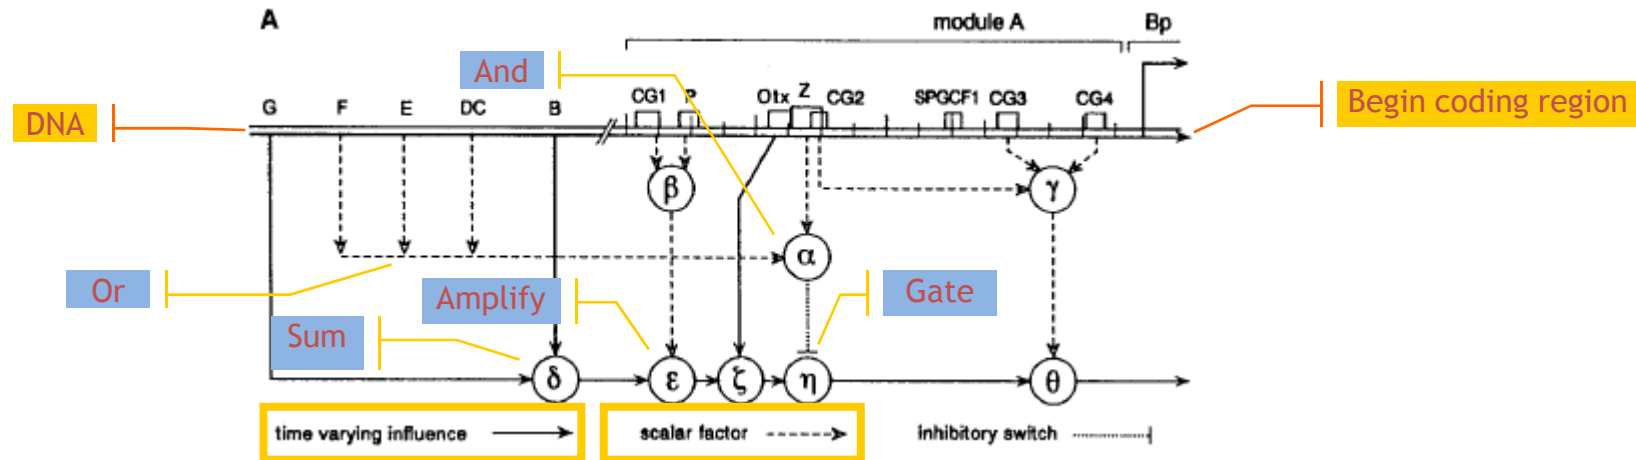 A
module A
Bp
And
G F E DC B CG1 P Otx Z CG2 SPGCF1 CG3 CG4
DNA
Begin coding region
β
γ
α
Or
Amplify
Gate
Sum
δ ε ζ η θ
time varying influence
scalar factor
inhibitory switch